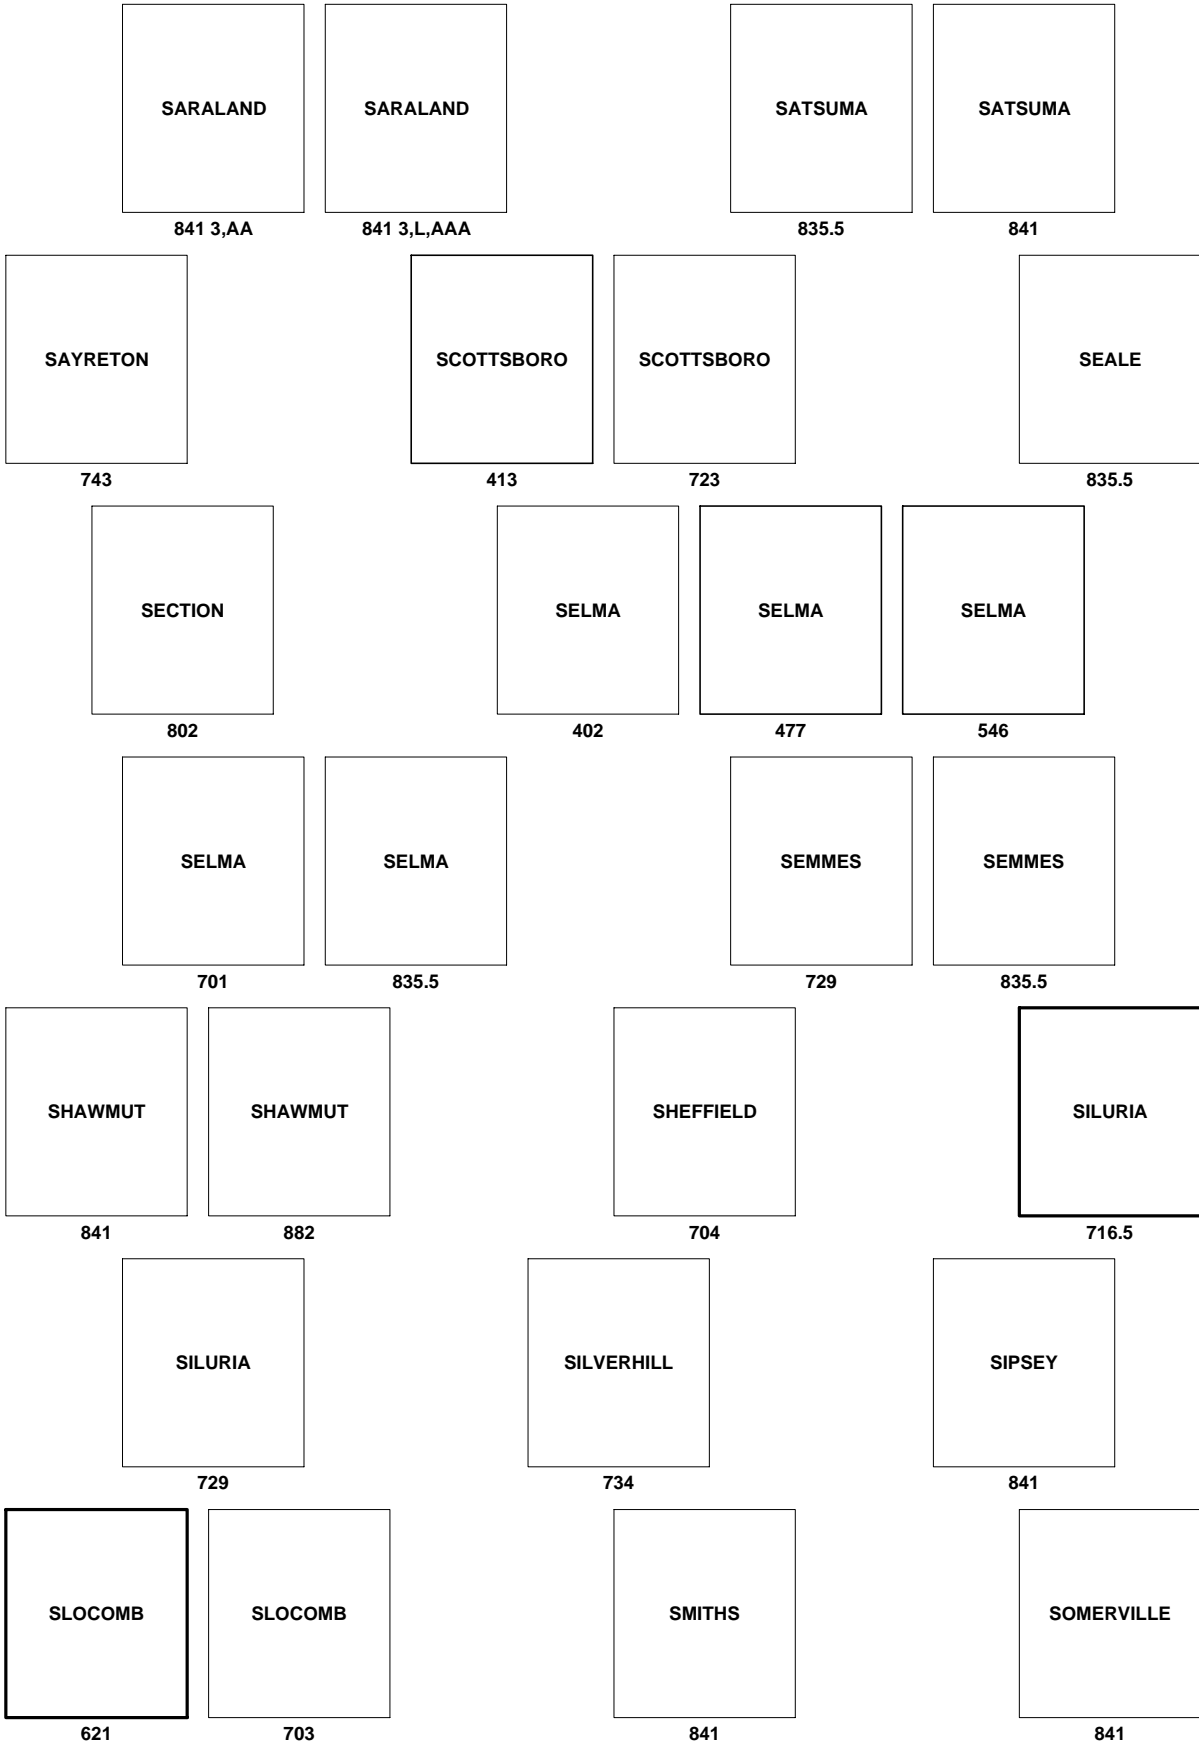 SARALAND SARALAND SATSUMA SATSUMA
841 3,AA 841 3,L,AAA 835.5 841
SAYRETON SCOTTSBORO SCOTTSBORO SEALE
743 413 723 835.5
SECTION SELMA SELMA SELMA
802 402 477 546
SELMA SELMA SEMMES SEMMES
701 835.5 729 835.5
SHAWMUT SHAWMUT SHEFFIELD SILURIA
841 882 704 716.5
SILURIA SILVERHILL SIPSEY
729 734 841
SLOCOMB SLOCOMB SMITHS SOMERVILLE
621 703 841 841